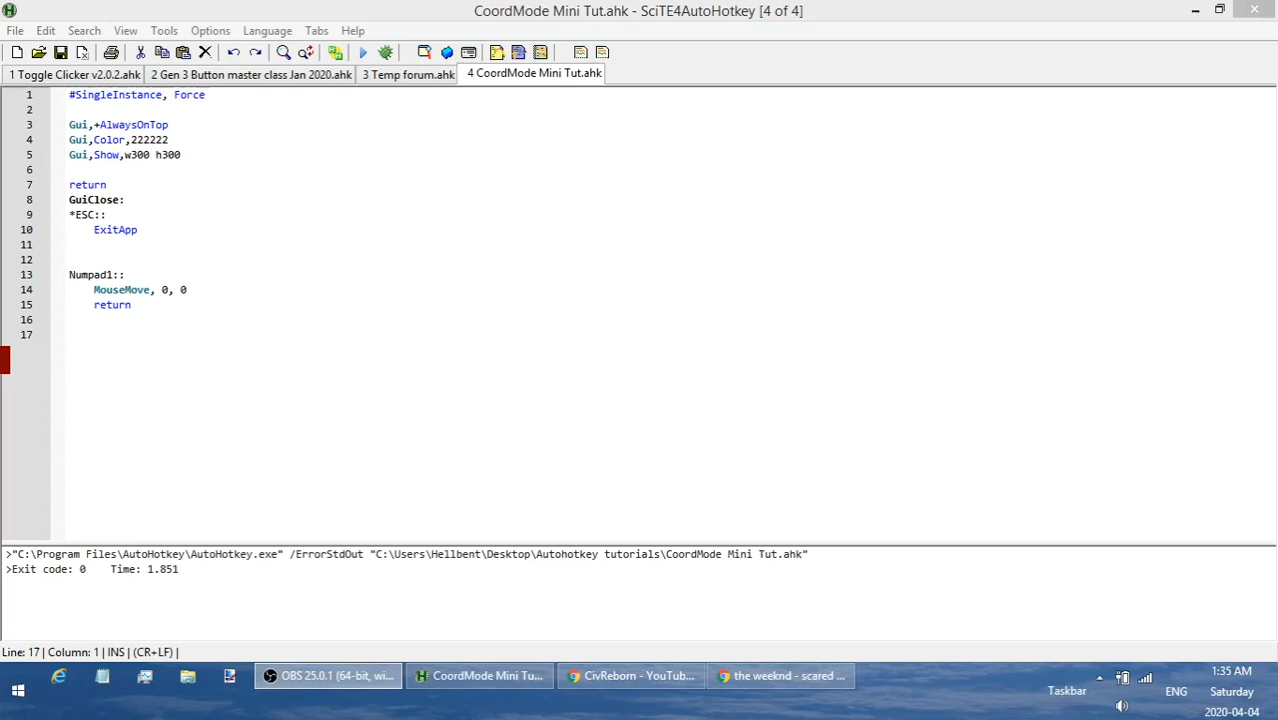 CoordMode Mini Tut.ahk - SciTE4AutoHotkey [4 of 4]
File Edit Search View Tools Options Language Tabs Help
1 Toggle Clicker v2.0.2.ahk 2 Gen 3 Button master class Jan 2020.ahk 3 Temp forum.ahk 4 CoordMode Mini Tut.ahk
1 #SingleInstance, Force
2
3 Gui,+AlwaysOnTop
4 Gui,Color,222222
5 Gui,Show,w300 h300
6
7 return
8 GuiClose:
9 *ESC::
10 ExitApp
11
12
13 Numpad1::
14 MouseMove, 0, 0
15 return
16
17
>"C:\Program Files\AutoHotkey\AutoHotkey.exe" /ErrorStdOut "C:\Users\Hellbent\Desktop\Autohotkey tutorials\CoordMode Mini Tut.ahk"
>Exit code: 0 Time: 1.851
Line: 17 | Column: 1 | INS | (CR+LF) |
OBS 25.0.1 (64-bit, wi... CoordMode Mini Tu... CivReborn - YouTub... the weeknd - scared ...
Taskbar ENG
1:35 AM
Saturday
2020-04-04